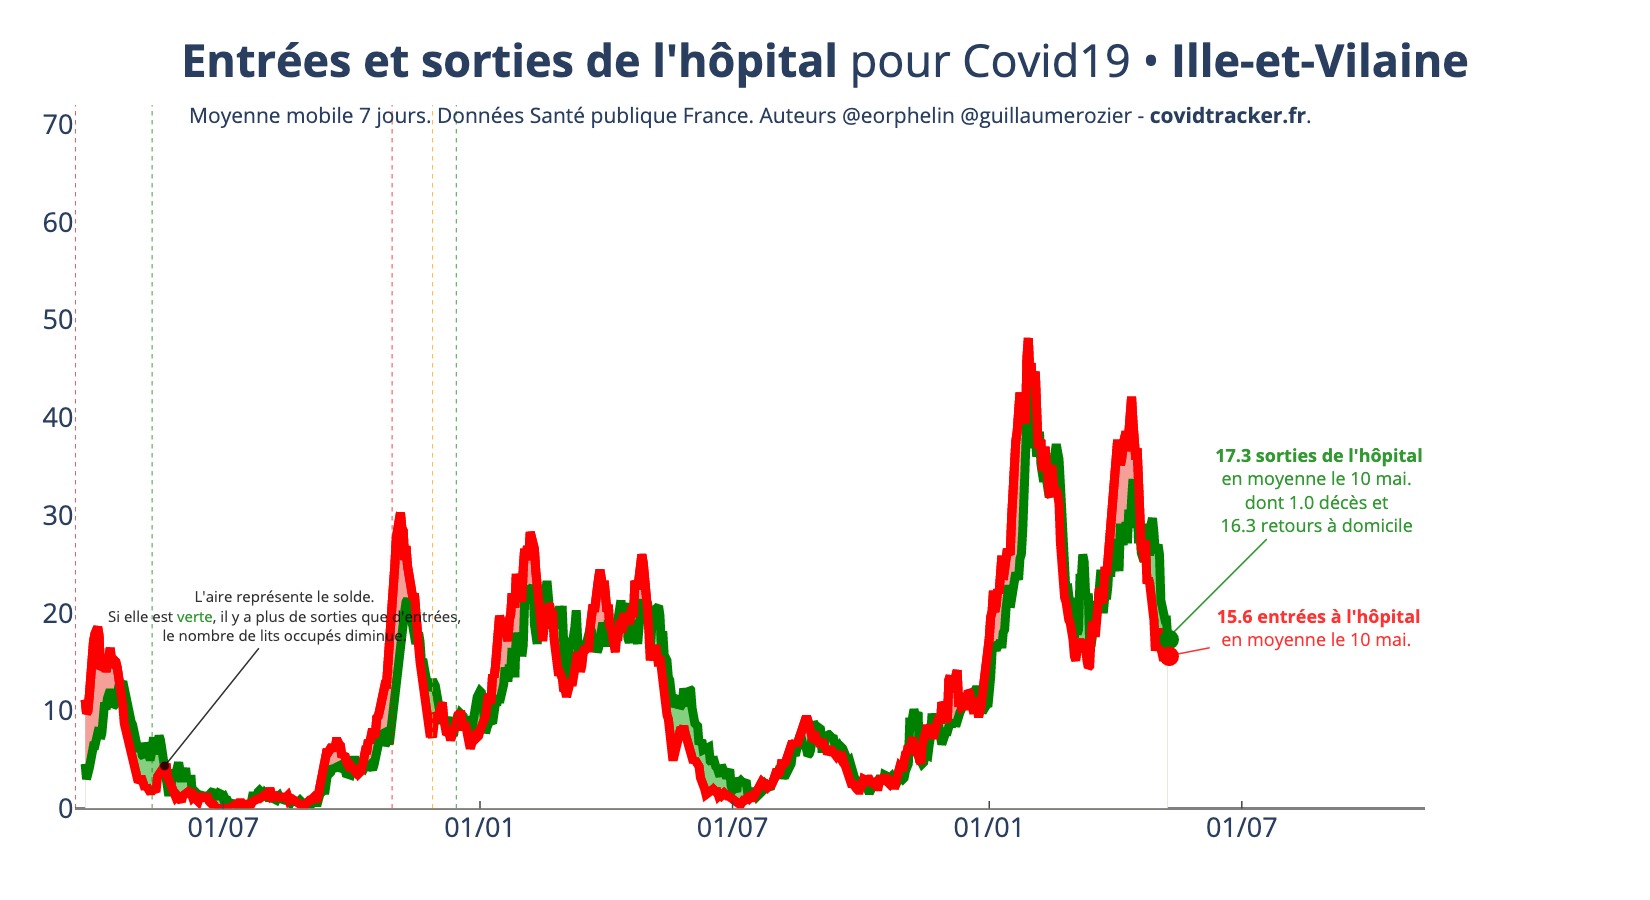 Entrées et sorties de l'hôpital pour Covid19 • Ille-et-Vilaine
Moyenne mobile 7 jours. Données Santé publique France. Auteurs @eorphelin @guillaumerozier - covidtracker.fr.
70
60
50
40
30
20
10
0
L'aire représente le solde.
Si elle est verte, il y a plus de sorties que d'entrées,
le nombre de lits occupés diminue.
17.3 sorties de l'hôpital
en moyenne le 10 mai.
dont 1.0 décès et
16.3 retours à domicile
15.6 entrées à l'hôpital
en moyenne le 10 mai.
01/07
01/01
01/07
01/01
01/07